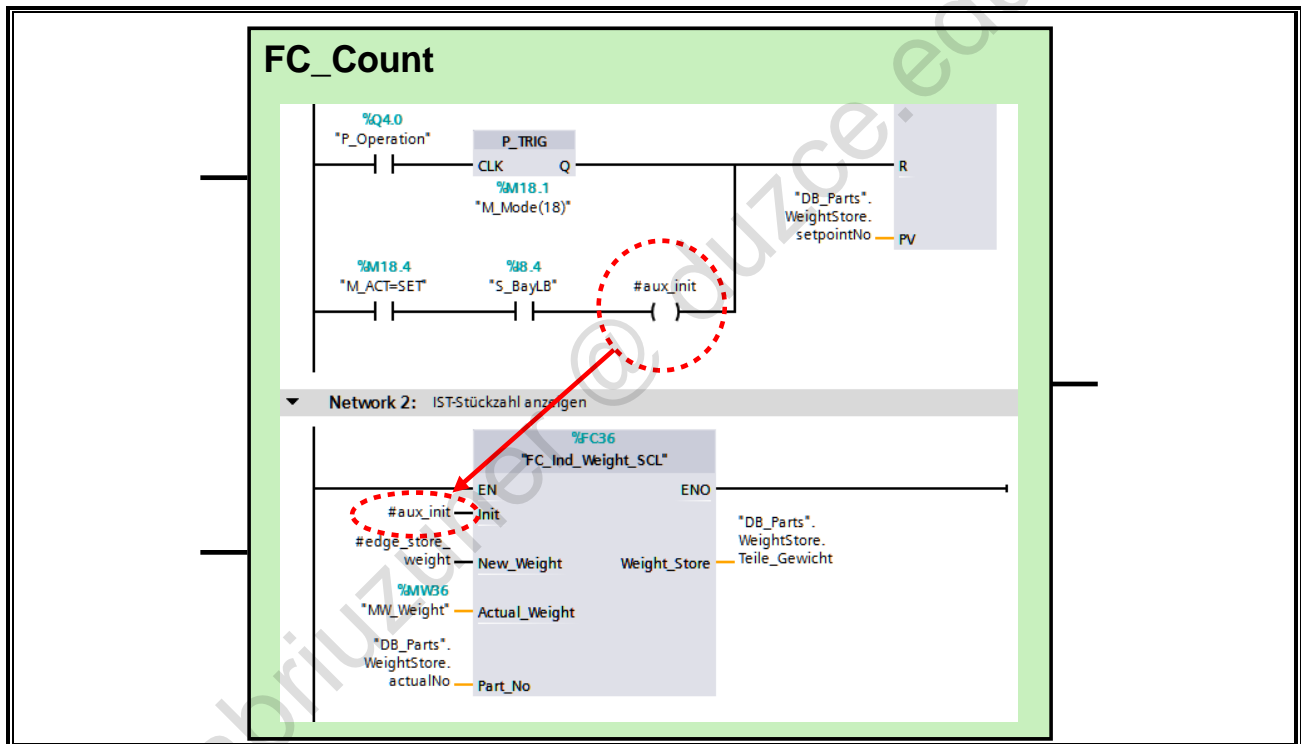 FC_Count
%Q4.0
"P_Operation"
P_TRIG
CLK Q
%M18.1
"M_Mode(18)"
R
"DB_Parts".
WeightStore.
setpointNo
PV
%M18.4
"M_ACT=SET"
%I8.4
"S_BayLB"
#aux_init
Network 2: IST-Stückzahl anzeigen
%FC36
"FC_Ind_Weight_SCL"
EN ENO
#aux_init Init
#edge_store_
weight New_Weight
"DB_Parts".
WeightStore.
Weight_Store Teile_Gewicht
%MW36
"MW_Weight" Actual_Weight
"DB_Parts".
WeightStore.
actualNo Part_No
@ duzce.edu